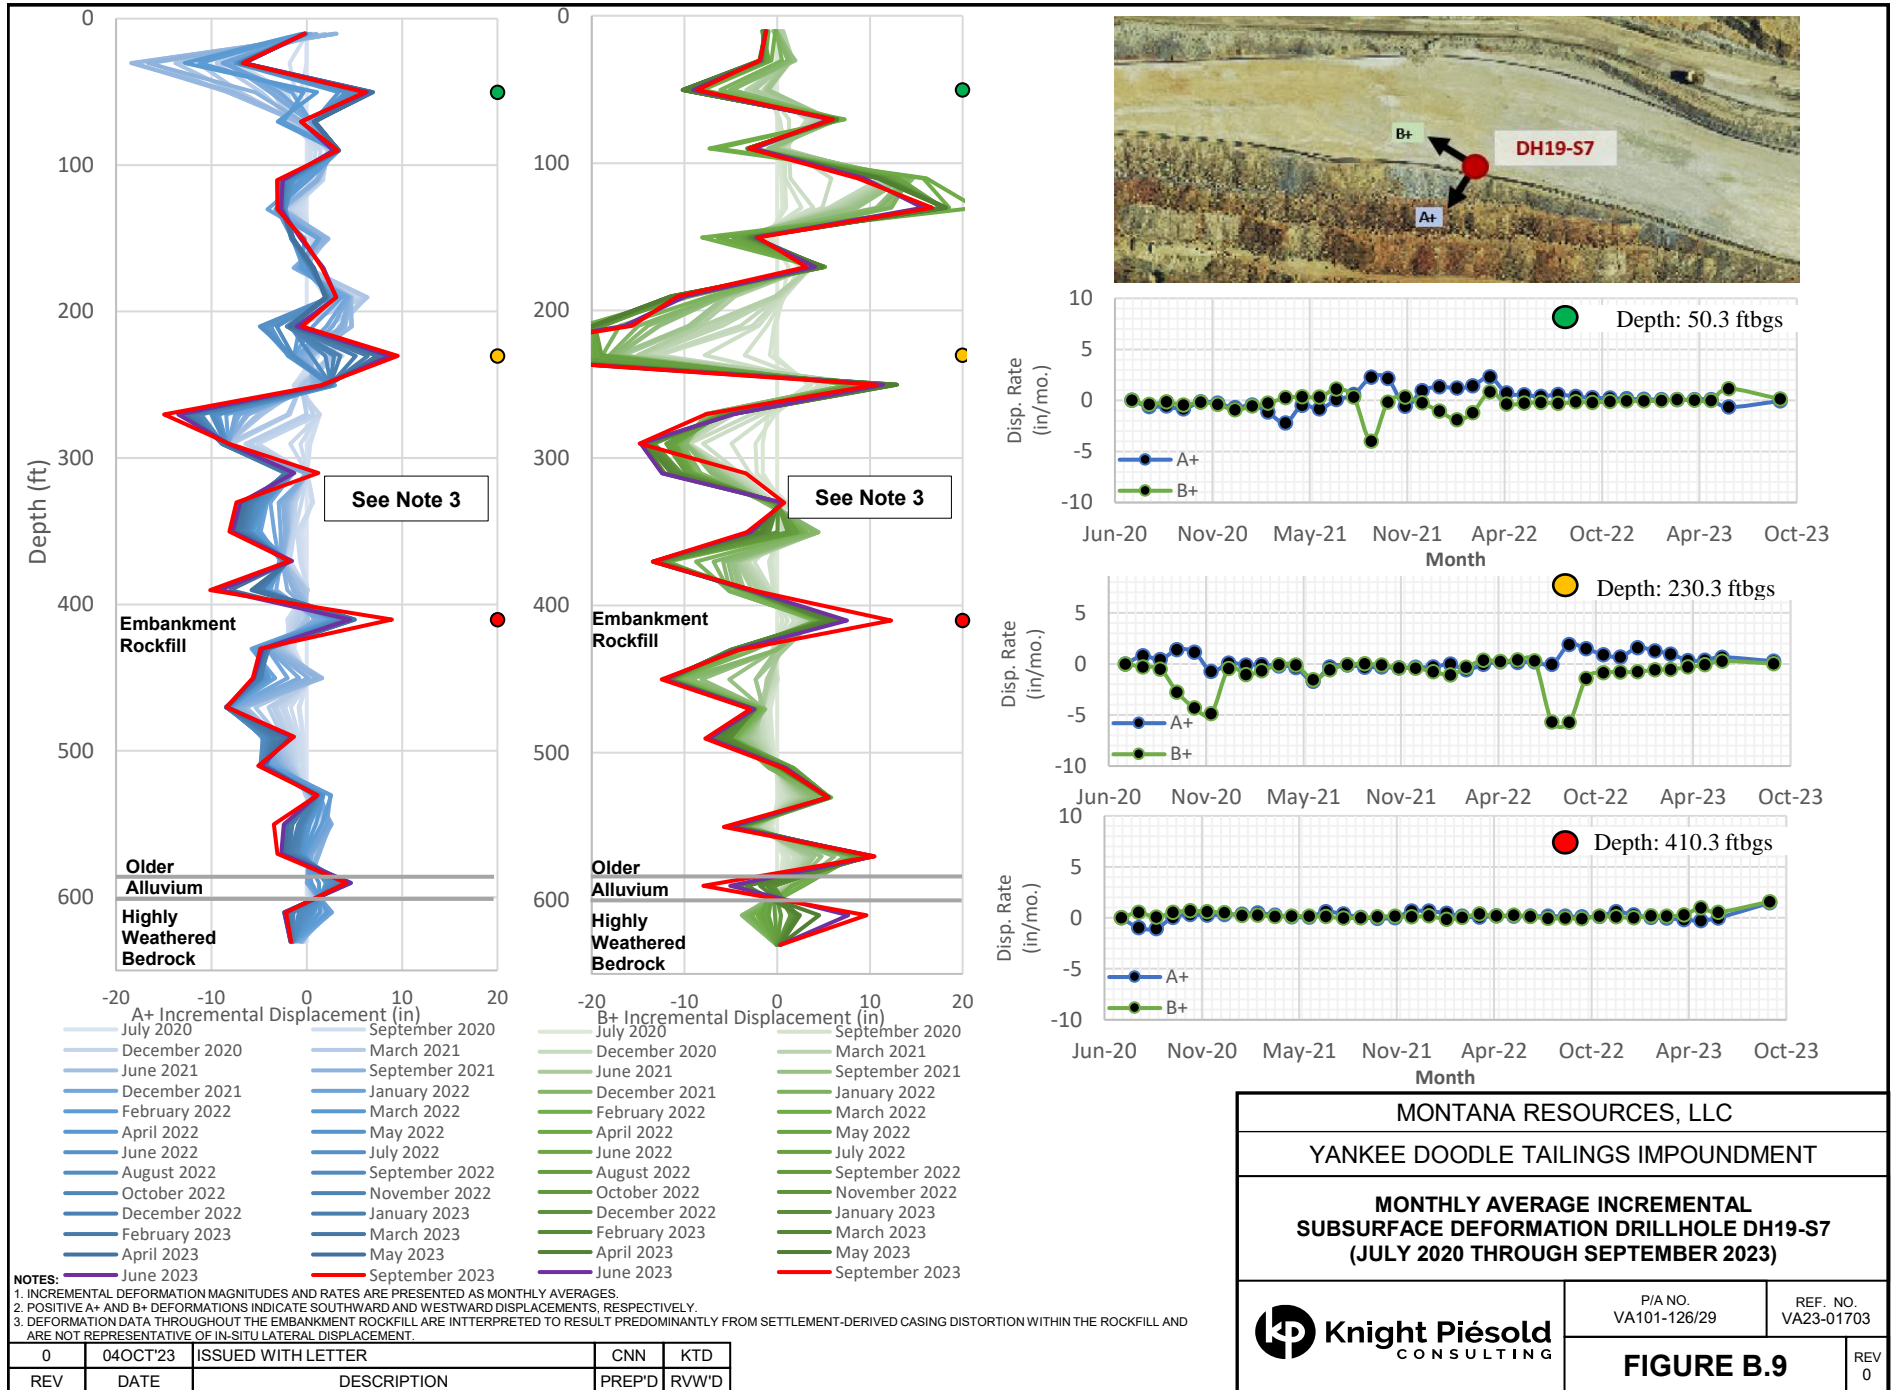 0
100
200
300
400
500
600
Depth (ft)
See Note 3
Embankment
Rockfill
Older
Alluvium
Highly
Weathered
Bedrock
-20
-10
0
10
20
A+ Incremental Displacement (in)
July 2020
September 2020
December 2020
March 2021
June 2021
September 2021
December 2021
January 2022
February 2022
March 2022
April 2022
May 2022
June 2022
July 2022
August 2022
September 2022
October 2022
November 2022
December 2022
January 2023
February 2023
March 2023
April 2023
May 2023
June 2023
September 2023
0
100
200
300
400
500
600
See Note 3
Embankment
Rockfill
Older
Alluvium
Highly
Weathered
Bedrock
-20
-10
0
10
20
B+ Incremental Displacement (in)
July 2020
September 2020
December 2020
March 2021
June 2021
September 2021
December 2021
January 2022
February 2022
March 2022
April 2022
May 2022
June 2022
July 2022
August 2022
September 2022
October 2022
November 2022
December 2022
January 2023
February 2023
March 2023
April 2023
May 2023
June 2023
September 2023
B+
DH19-S7
A+
10
5
0
-5
-10
Disp. Rate
(in/mo.)
Depth: 50.3 ftbgs
A+
B+
Jun-20 Nov-20 May-21 Nov-21 Apr-22 Oct-22 Apr-23 Oct-23
Month
5
0
-5
-10
Disp. Rate
(in/mo.)
Depth: 230.3 ftbgs
A+
B+
Jun-20 Nov-20 May-21 Nov-21 Apr-22 Oct-22 Apr-23 Oct-23
10
5
0
-5
-10
Disp. Rate
(in/mo.)
Depth: 410.3 ftbgs
A+
B+
Jun-20 Nov-20 May-21 Nov-21 Apr-22 Oct-22 Apr-23 Oct-23
Month
NOTES:
1. INCREMENTAL DEFORMATION MAGNITUDES AND RATES ARE PRESENTED AS MONTHLY AVERAGES.
2. POSITIVE A+ AND B+ DEFORMATIONS INDICATE SOUTHWARD AND WESTWARD DISPLACEMENTS, RESPECTIVELY.
3. DEFORMATION DATA THROUGHOUT THE EMBANKMENT ROCKFILL ARE INTTERPRETED TO RESULT PREDOMINANTLY FROM SETTLEMENT-DERIVED CASING DISTORTION WITHIN THE ROCKFILL AND
ARE NOT REPRESENTATIVE OF IN-SITU LATERAL DISPLACEMENT.
0 04OCT'23 ISSUED WITH LETTER CNN KTD
REV DATE DESCRIPTION PREP'D RVW'D
MONTANA RESOURCES, LLC
YANKEE DOODLE TAILINGS IMPOUNDMENT
MONTHLY AVERAGE INCREMENTAL
SUBSURFACE DEFORMATION DRILLHOLE DH19-S7
(JULY 2020 THROUGH SEPTEMBER 2023)
kp Knight Piésold
CONSULTING
P/A NO.
VA101-126/29
REF. NO.
VA23-01703
FIGURE B.9
REV
0